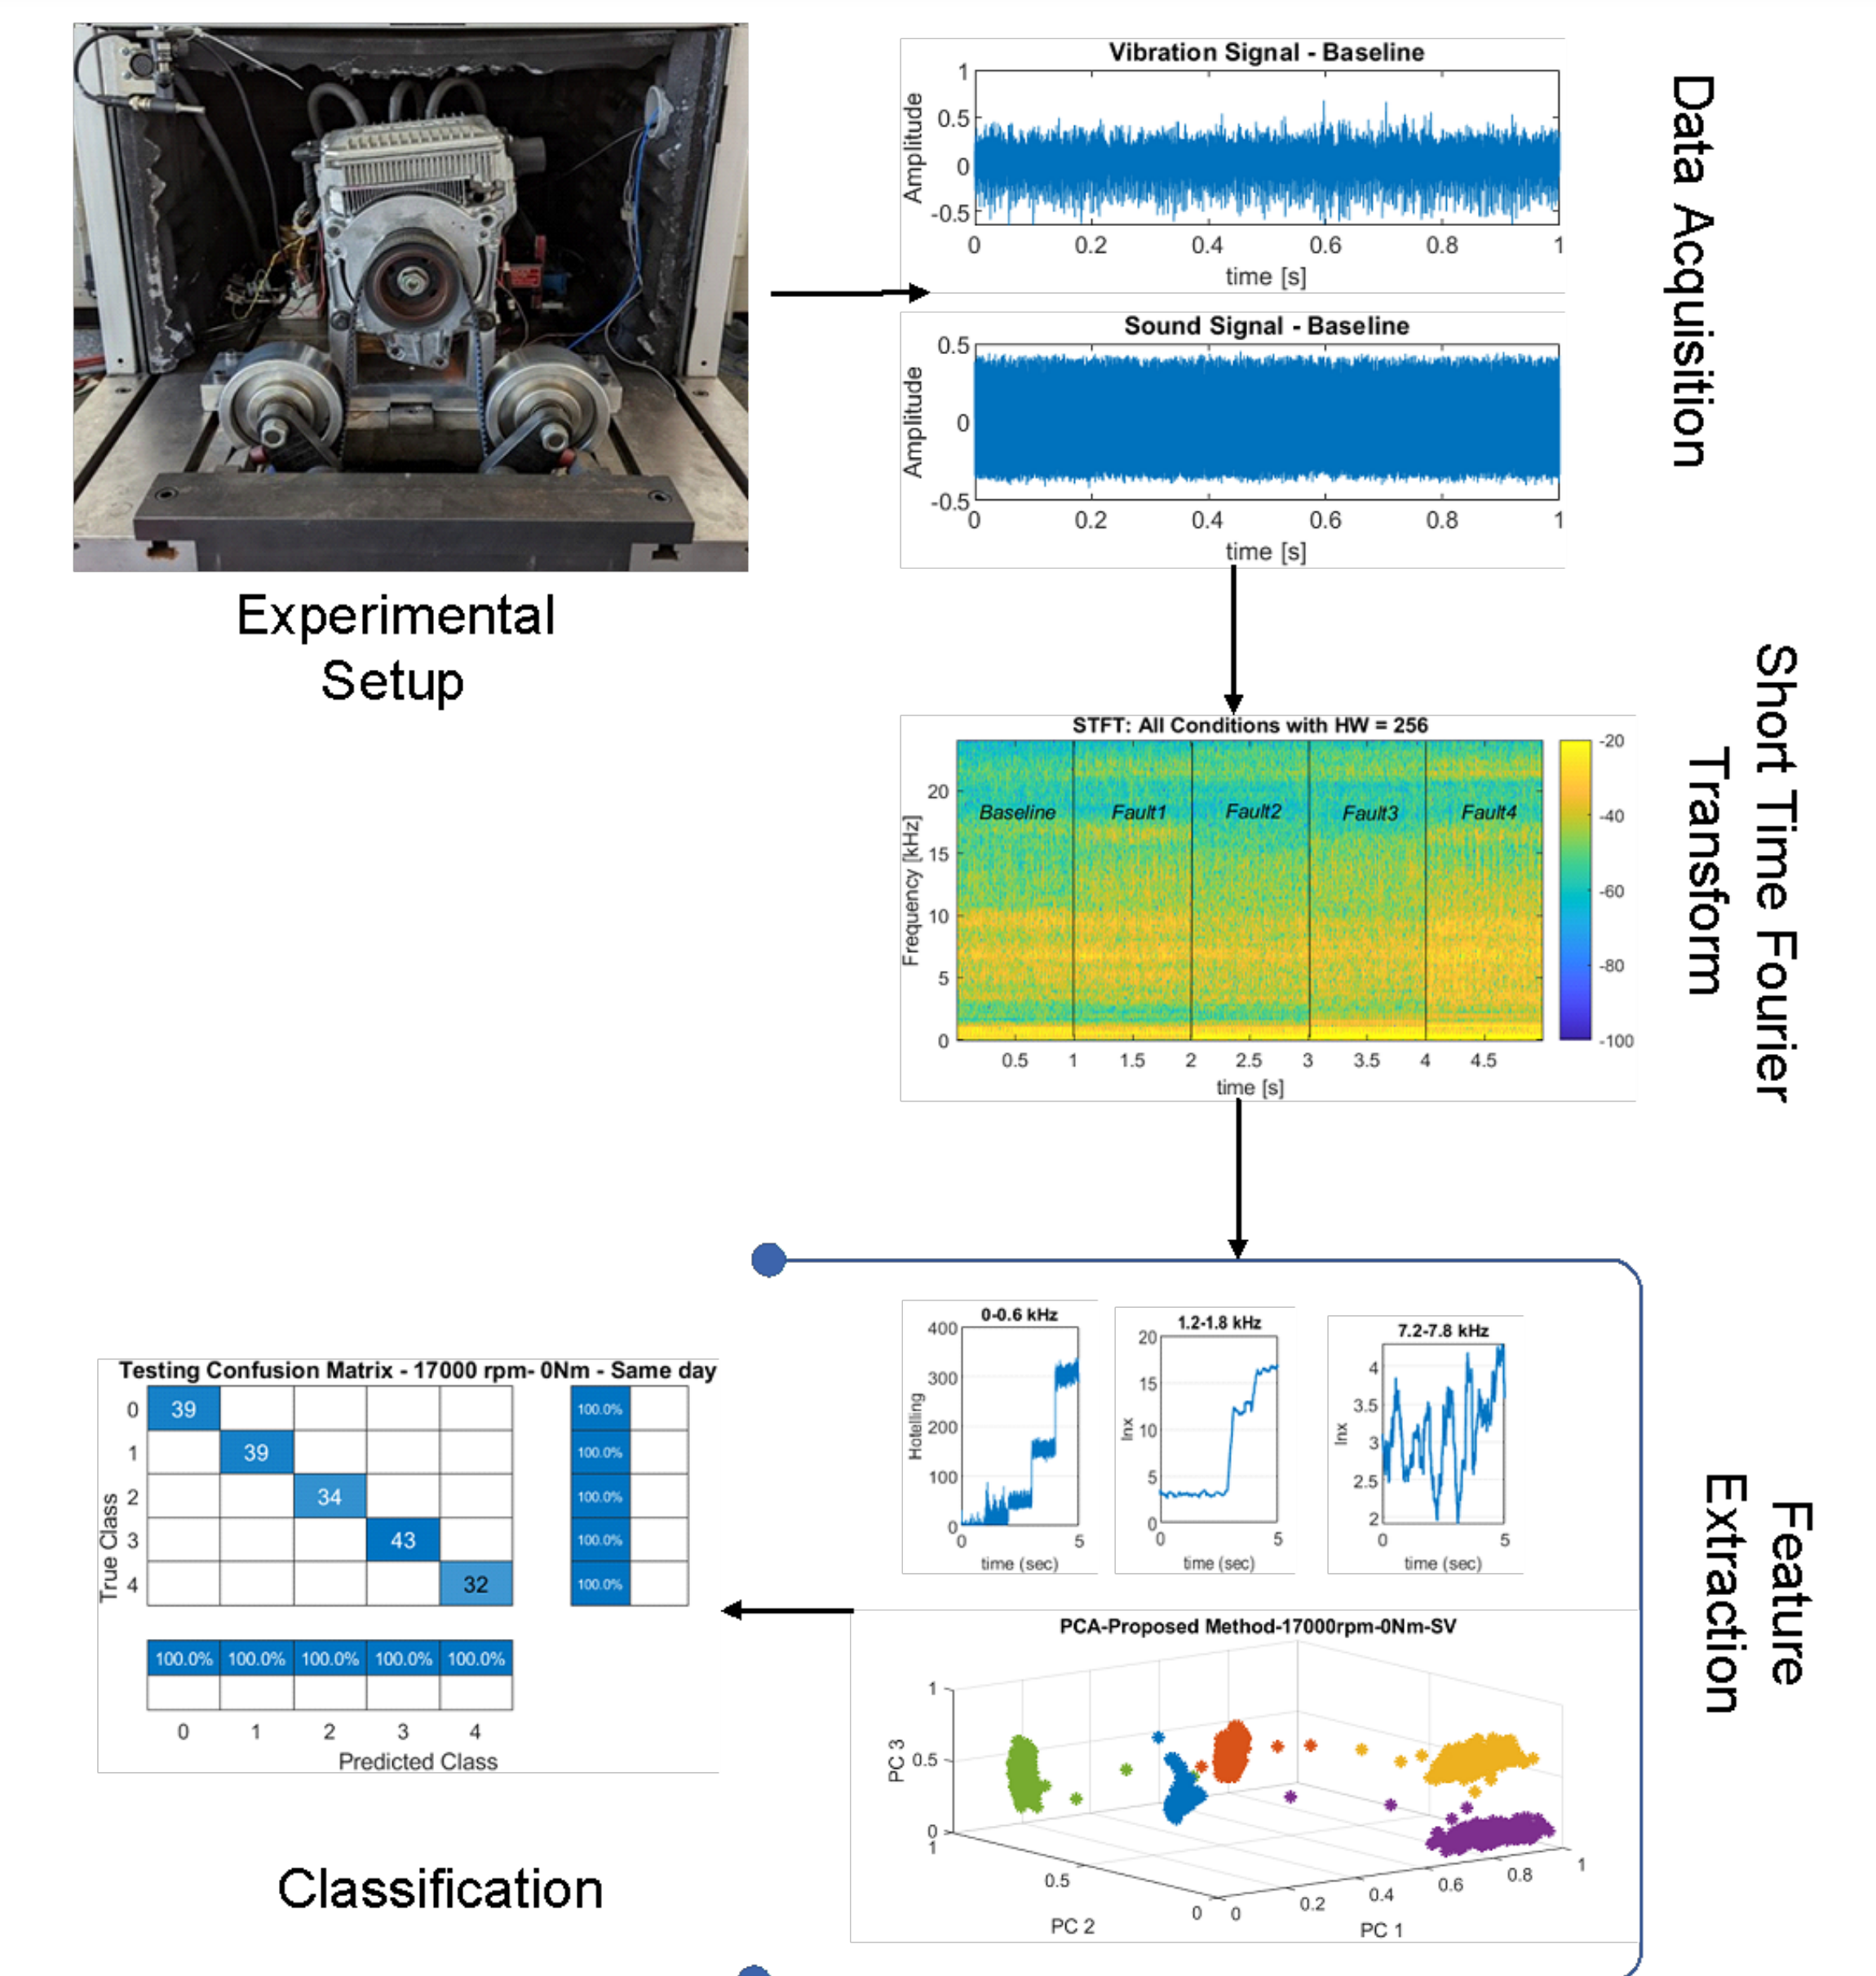 Experimental
Setup
Vibration Signal - Baseline
Amplitude
1
0.5
0
-0.5
0 0.2 0.4 0.6 0.8 1
time [s]
Sound Signal - Baseline
Amplitude
0.5
0
-0.5
0 0.2 0.4 0.6 0.8 1
time [s]
Data Acquisition
STFT: All Conditions with HW = 256
Frequency [kHz]
20
15
10
5
0
Baseline Fault1 Fault2 Fault3 Fault4
0.5 1 1.5 2 2.5 3 3.5 4 4.5
time [s]
-20
-40
-60
-80
-100
Short Time Fourier
Transform
0-0.6 kHz
Hotelling
400
300
200
100
0
0 5
time (sec)
1.2-1.8 kHz
Inx
20
15
10
5
0
0 5
time (sec)
7.2-7.8 kHz
Inx
4
3.5
3
2.5
2
0 5
time (sec)
PCA-Proposed Method-17000rpm-0Nm-SV
PC 3
1
0.5
0
1
0.5
0
PC 2
0 0.2 0.4 0.6 0.8 1
PC 1
Feature
Extraction
Testing Confusion Matrix - 17000 rpm- 0Nm - Same day
True Class
0 39 100.0%
1 39 100.0%
2 34 100.0%
3 43 100.0%
4 32 100.0%
100.0% 100.0% 100.0% 100.0% 100.0%
0 1 2 3 4
Predicted Class
Classification